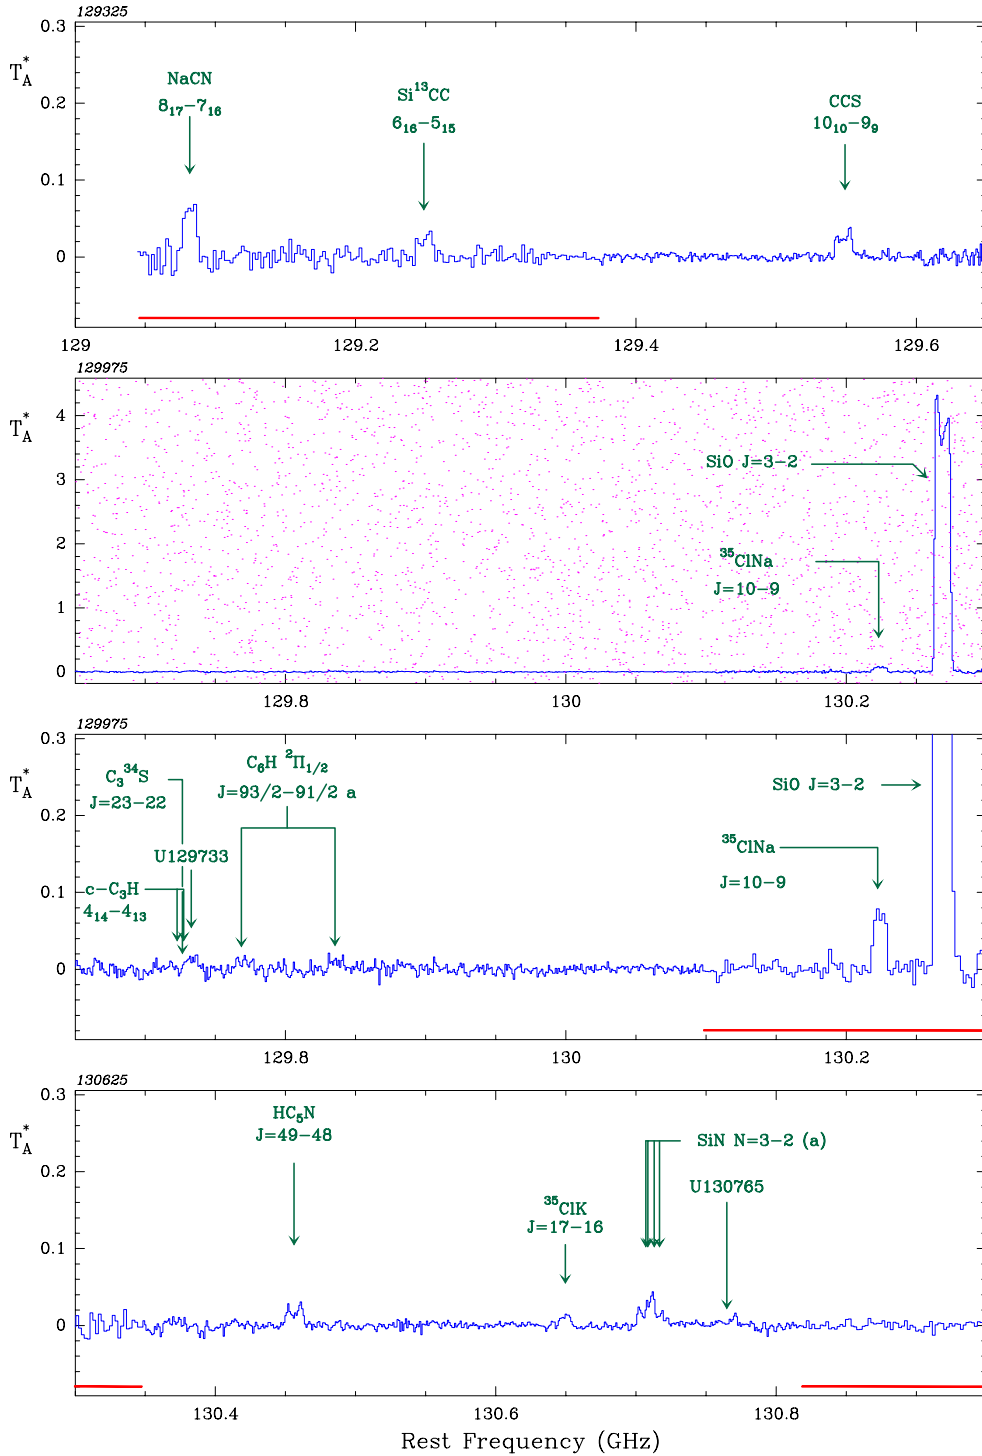 129325
0.3
T*A
NaCN
8₁₇−7₁₆
Si¹³CC
6₁₆−5₁₅
CCS
10₁₀−9₉
0.2
0.1
0
129
129.2
129.4
129.6
129975
4
T*A
SiO J=3−2
3
³⁵ClNa
J=10−9
2
1
0
129.8
130
130.2
129975
0.3
T*A
C₃³⁴S
J=23−22
C₆H ²Π₁/₂
J=93/2−91/2 a
SiO J=3−2
0.2
U129733
³⁵ClNa
J=10−9
c−C₃H
4₁₄−4₁₃
0.1
0
129.8
130
130.2
130625
0.3
T*A
HC₅N
J=49−48
SiN N=3−2 (a)
0.2
³⁵ClK
J=17−16
U130765
0.1
0
130.4
130.6
130.8
Rest Frequency (GHz)